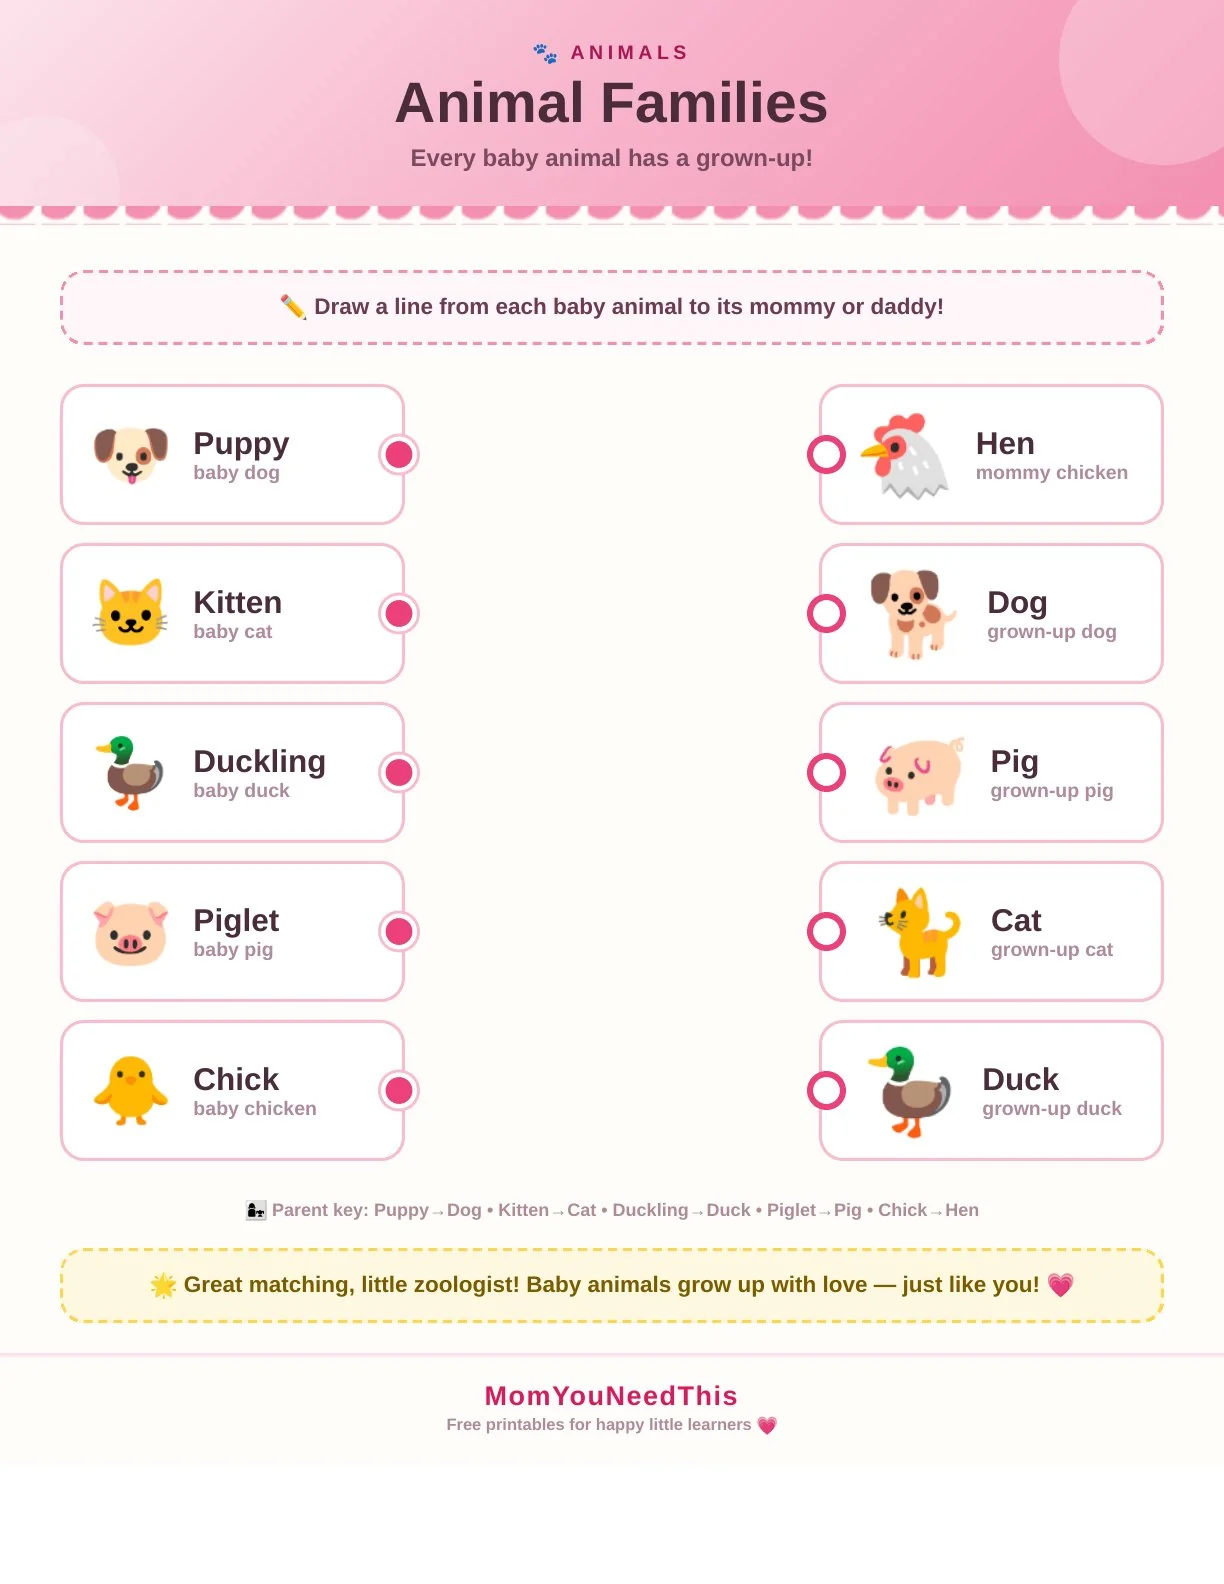 🐾 ANIMALS
Animal Families
Every baby animal has a grown-up!
✏️ Draw a line from each baby animal to its mommy or daddy!
Puppy
baby dog
Hen
mommy chicken
Kitten
baby cat
Dog
grown-up dog
Duckling
baby duck
Pig
grown-up pig
Piglet
baby pig
Cat
grown-up cat
Chick
baby chicken
Duck
grown-up duck
👩‍👧 Parent key: Puppy→Dog • Kitten→Cat • Duckling→Duck • Piglet→Pig • Chick→Hen
🌟 Great matching, little zoologist! Baby animals grow up with love — just like you! 💗
MomYouNeedThis
Free printables for happy little learners 💗